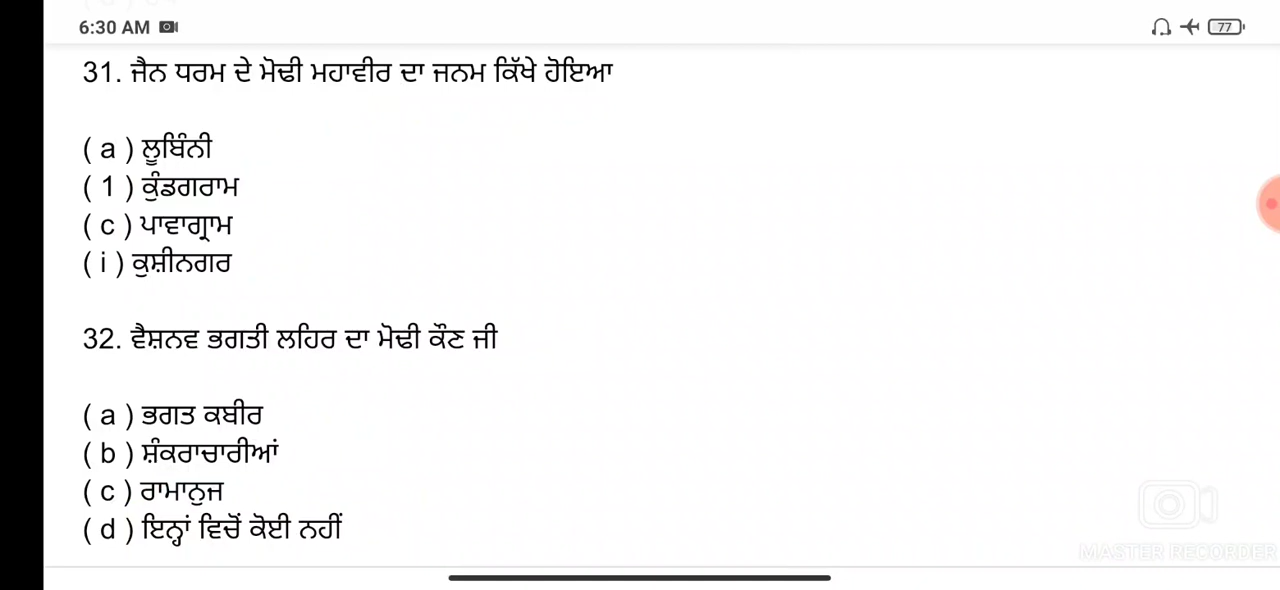 6:30 AM
77
31. ਜੈਨ ਧਰਮ ਦੇ ਮੋਢੀ ਮਹਾਵੀਰ ਦਾ ਜਨਮ ਕਿੱਖੇ ਹੋਇਆ
( a ) ਲੂਬਿੰਨੀ
( 1 ) ਕੁੰਡਗਰਾਮ
( c ) ਪਾਵਾਗ੍ਰਾਮ
( i ) ਕੁਸ਼ੀਨਗਰ
32. ਵੈਸ਼ਨਵ ਭਗਤੀ ਲਹਿਰ ਦਾ ਮੋਢੀ ਕੌਣ ਜੀ
( a ) ਭਗਤ ਕਬੀਰ
( b ) ਸ਼ੰਕਰਾਚਾਰੀਆਂ
( c ) ਰਾਮਾਨੁਜ
( d ) ਇਨ੍ਹਾਂ ਵਿਚੋਂ ਕੋਈ ਨਹੀਂ
MASTER RECORDER